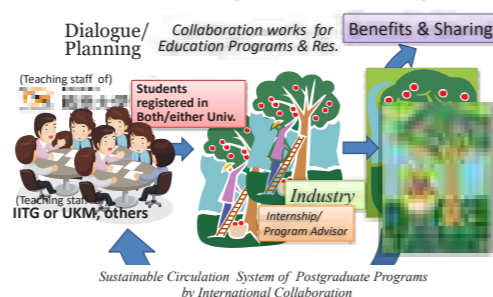 Dialogue/
Planning
Collaboration works for
Education Programs & Res.
Benefits & Sharing
(Teaching staff of)
Students
registered in
Both/either Univ.
(Teaching staff
IITG or UKM, others
Industry
Internship/
Program Advisor
Sustainable Circulation System of Postgraduate Programs
by International Collaboration